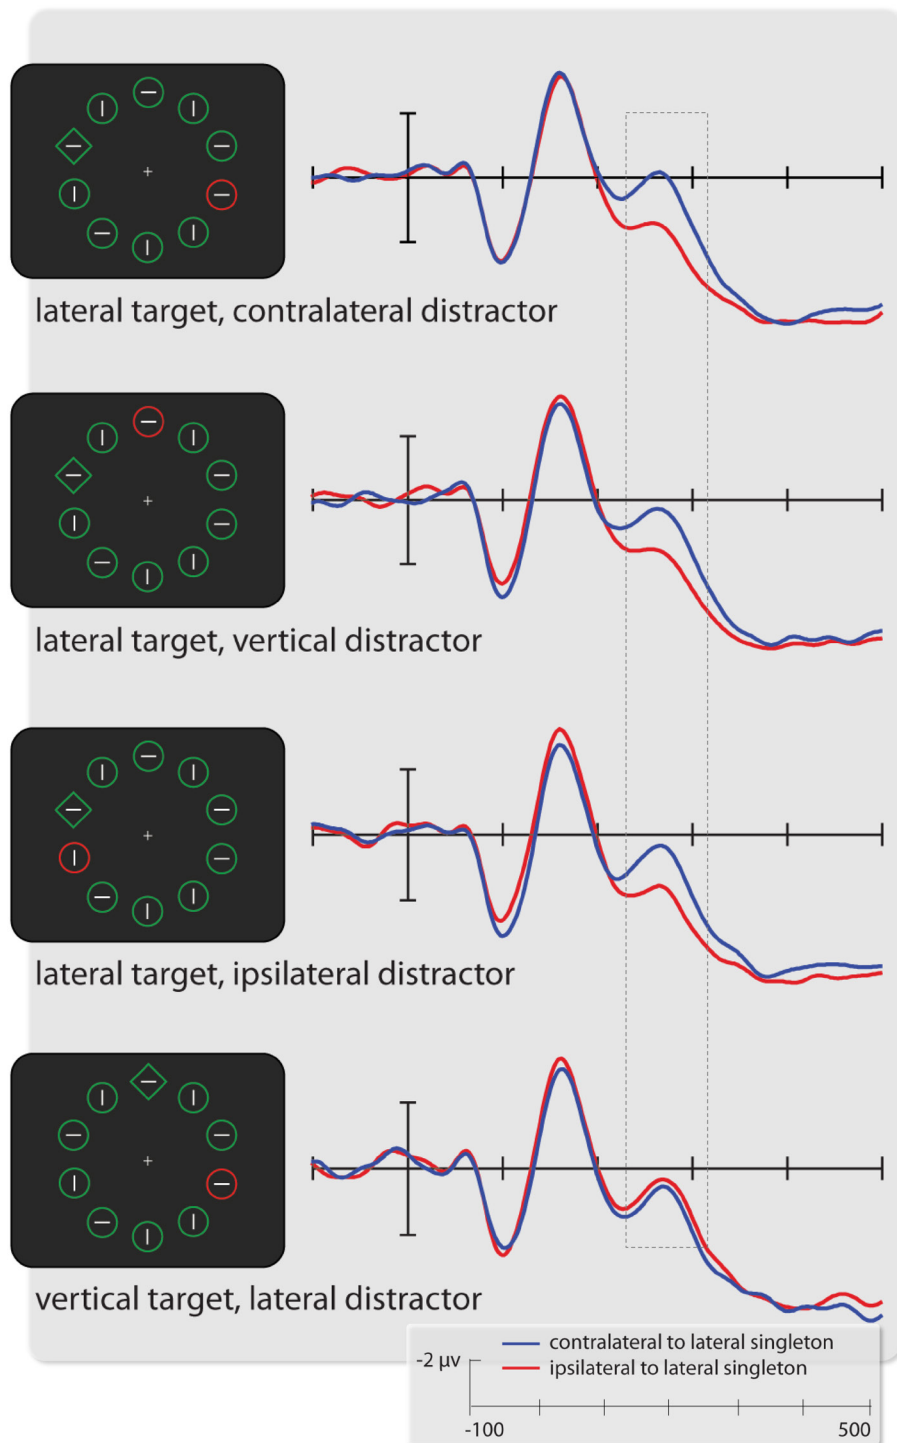 lateral target, contralateral distractor
lateral target, vertical distractor
lateral target, ipsilateral distractor
vertical target, lateral distractor
contralateral to lateral singleton
-2 μv
ipsilateral to lateral singleton
-100
500